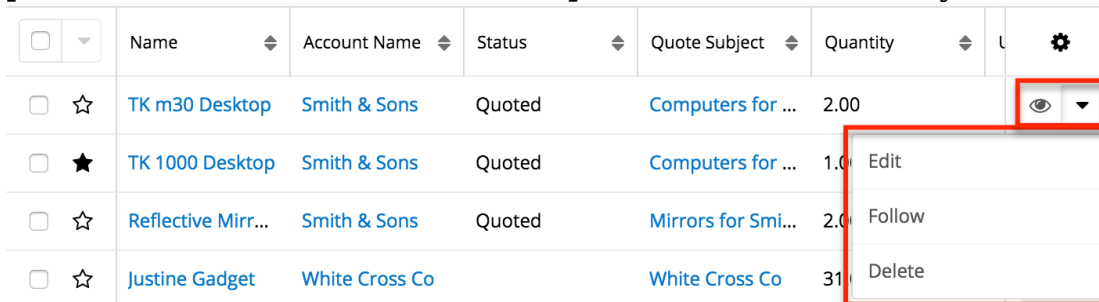 Name Account Name Status Quote Subject Quantity
TK m30 Desktop Smith & Sons Quoted Computers for ... 2.00
TK 1000 Desktop Smith & Sons Quoted Computers for ... Edit
Reflective Mirr... Smith & Sons Quoted Mirrors for Smi... Follow
Justine Gadget White Cross Co White Cross Co 31 Delete